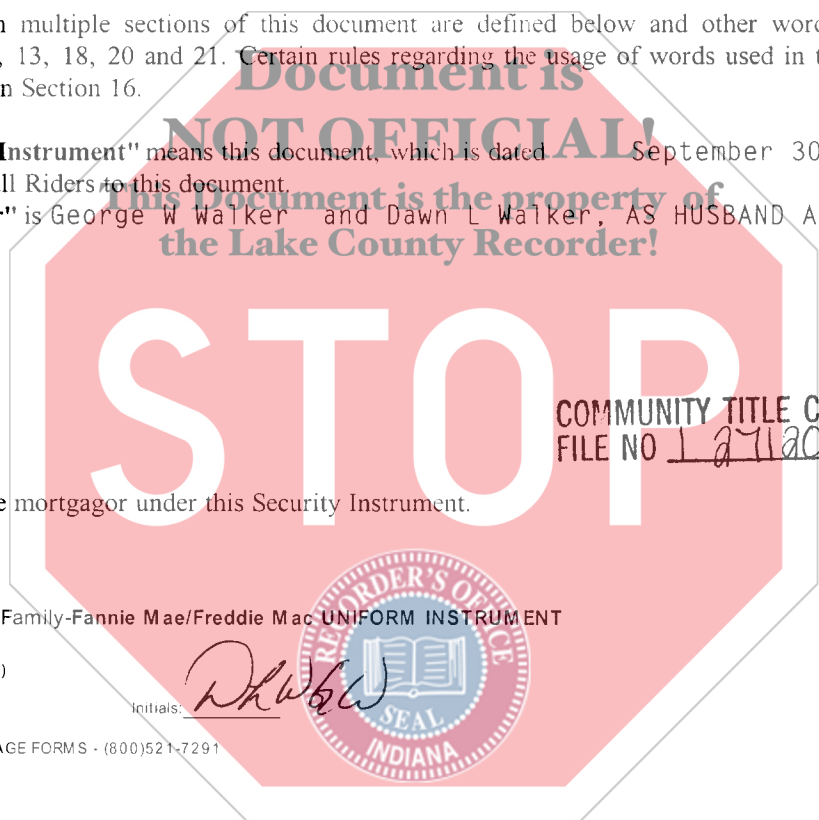 multiple sections of this document are defined below and other
, 13, 18, 20 and 21. Certain rules regarding the usage of words used in
Document is
n Section 16.
NOT OFFICIAL!
Instrument" means this document, which is dated September 30
ll Riders to this document.
This Document is the property of
" is George W Walker and Dawn L Walker, AS HUSBAND A
the Lake County Recorder!
STOP
COMMUNITY TITLE C
FILE NO
mortgagor under this Security Instrument.
RECORDER'S OFFICE
Family-Fannie Mae/Freddie Mac UNIFORM INSTRUMENT
)
Initials: DLW GW
SEAL
INDIANA
AGE FORMS - (800)521-7291